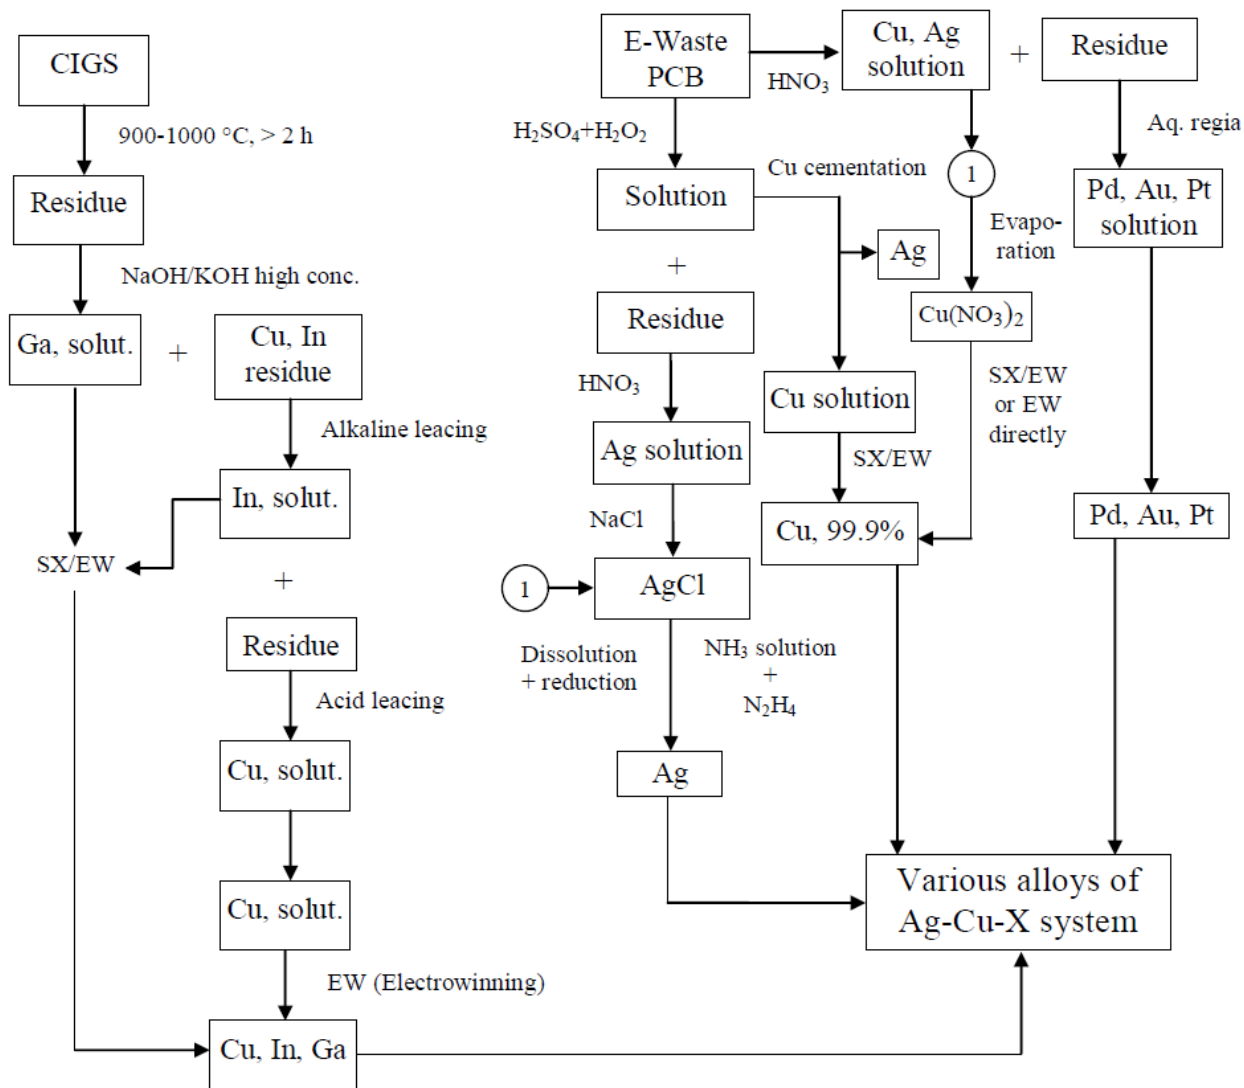 CIGS
900-1000 °C, > 2 h
Residue
NaOH/KOH high conc.
Ga, solut.
+
Cu, In
residue
Alkaline leacing
In, solut.
SX/EW
+
Residue
Acid leacing
Cu, solut.
Cu, solut.
EW (Electrowinning)
Cu, In, Ga
E-Waste
PCB
HNO3
Cu, Ag
solution
+
Residue
H2SO4+H2O2
Cu cementation
1
Aq. regia
Solution
Pd, Au, Pt
solution
Evapo-
ration
Ag
+
Residue
Cu(NO3)2
HNO3
Cu solution
SX/EW
or EW
directly
Ag solution
SX/EW
NaCl
Cu, 99.9%
Pd, Au, Pt
1
AgCl
Dissolution
+ reduction
NH3 solution
+
N2H4
Ag
Various alloys of
Ag-Cu-X system